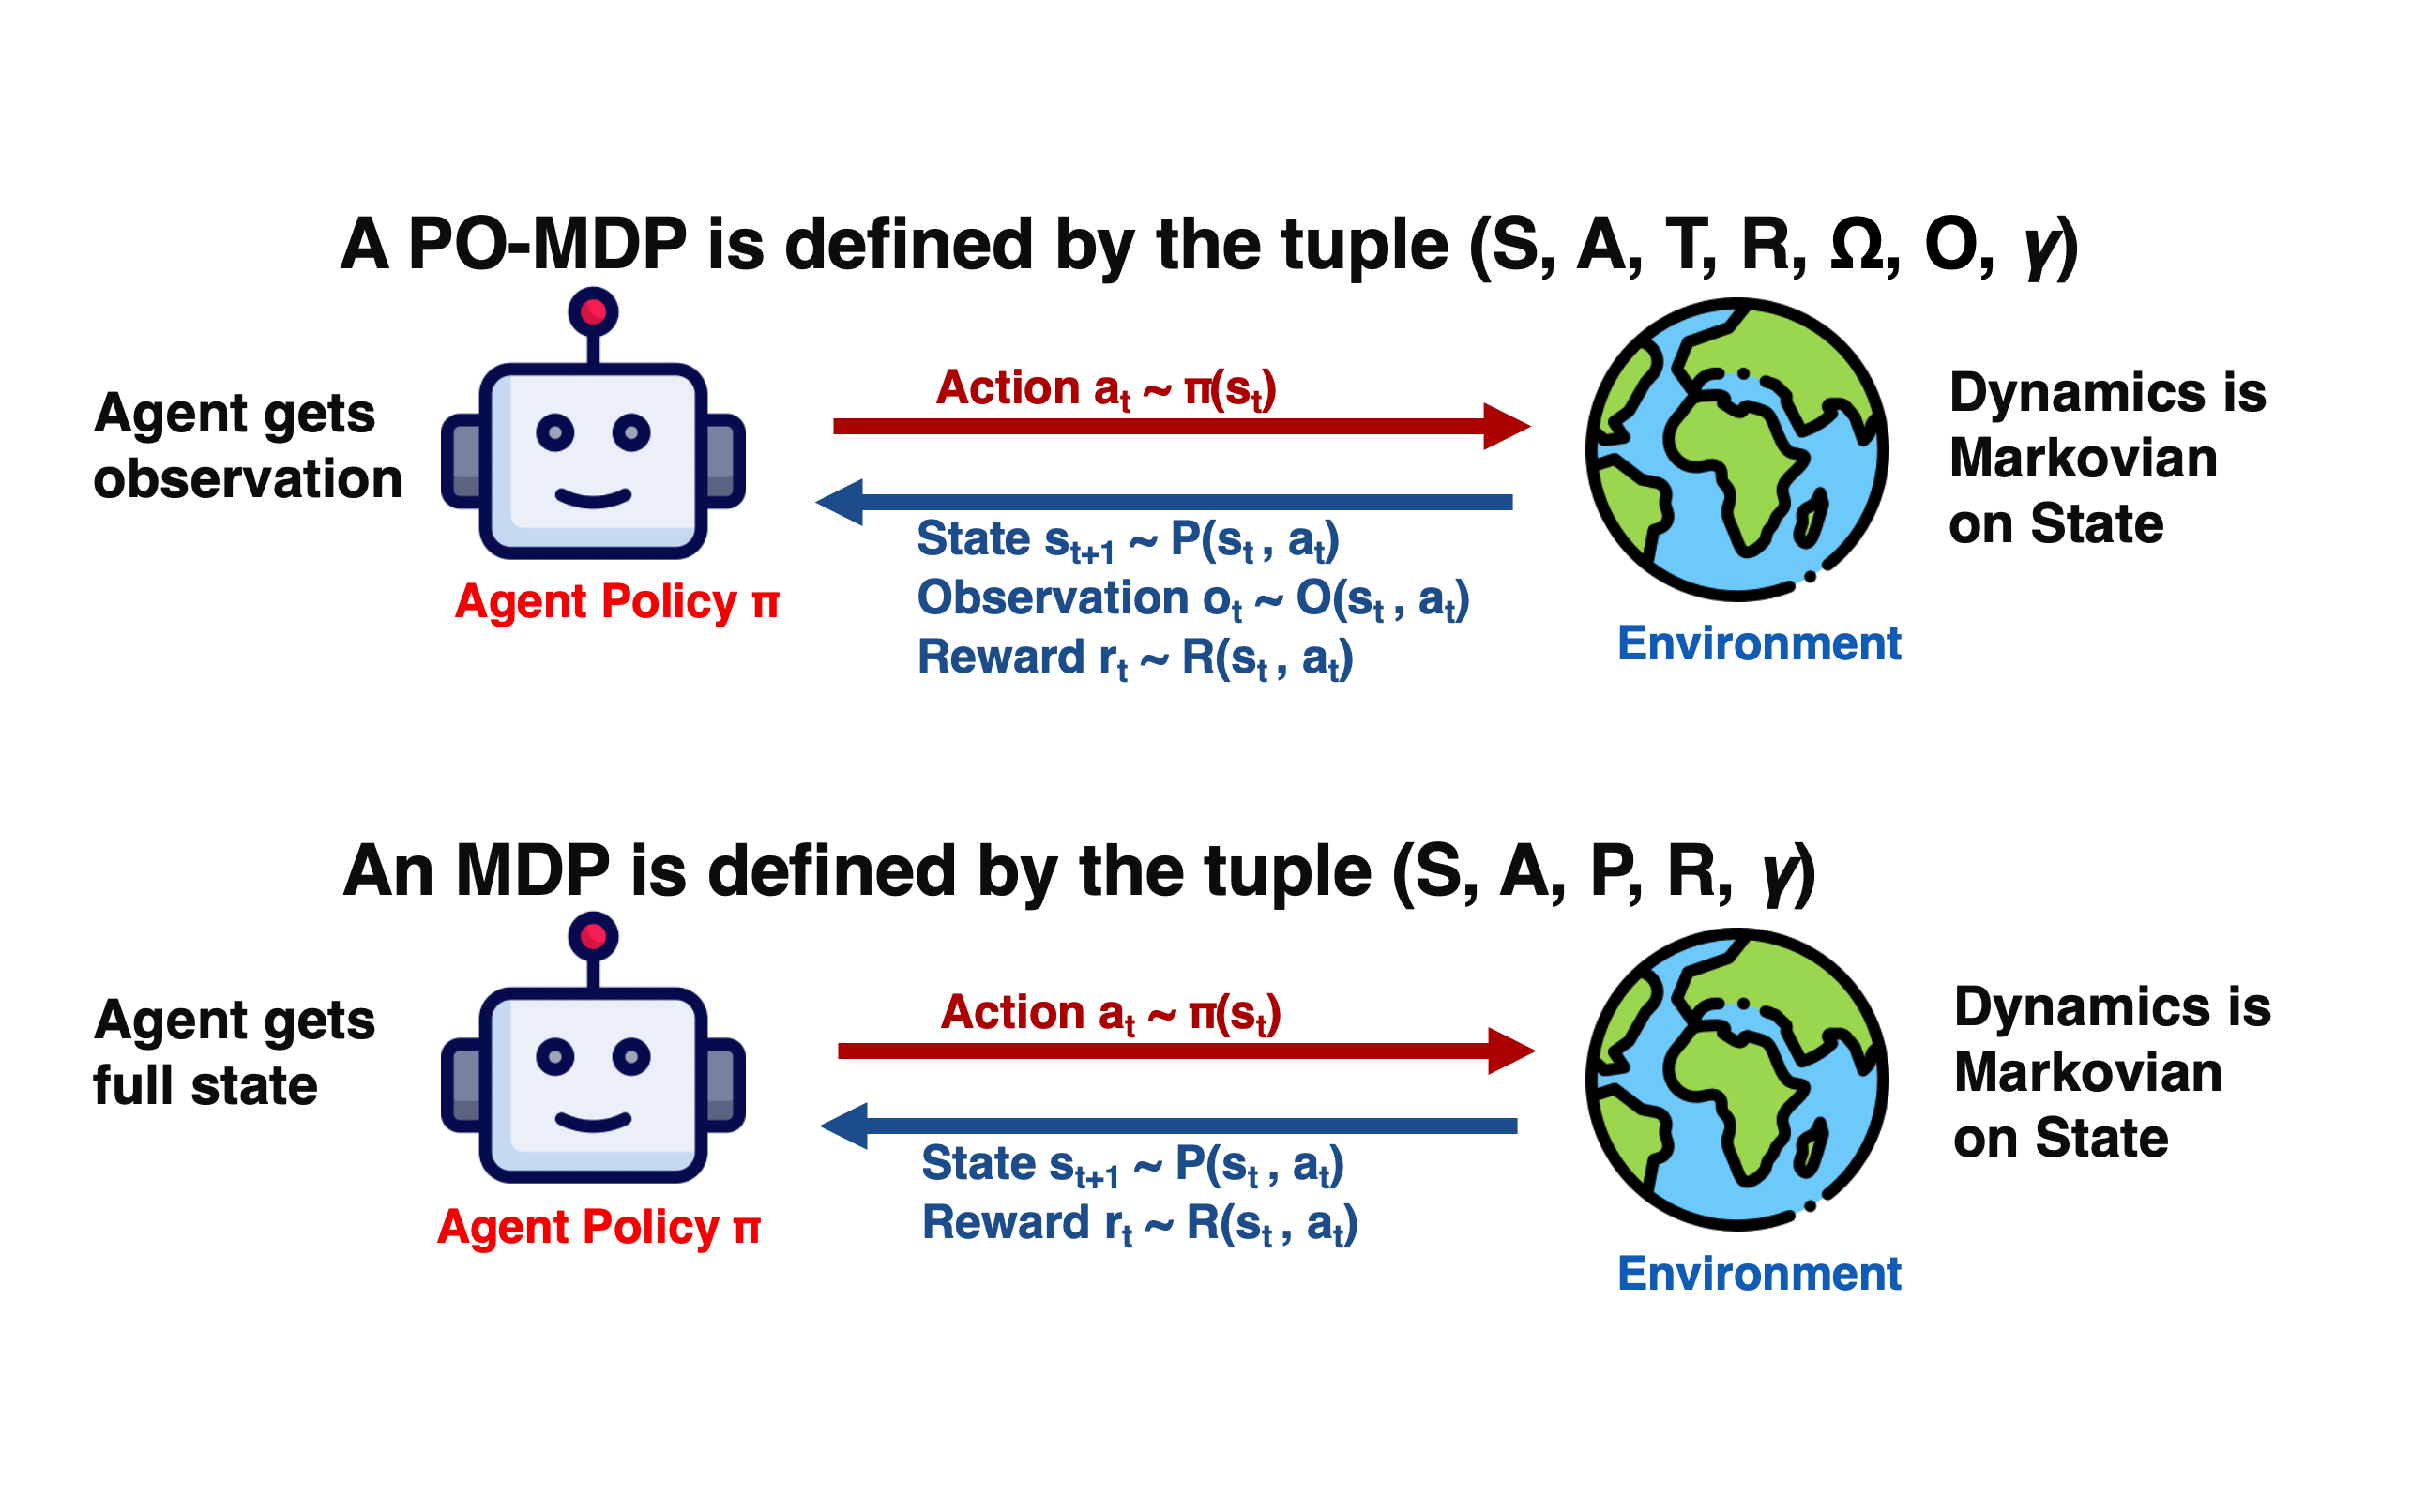 A PO-MDP is defined by the tuple (S, A, T, R, Ω, O, γ)
Agent gets
observation
Agent Policy π
Action aₜ ~ π(sₜ)
State sₜ₊₁ ~ P(sₜ , aₜ)
Observation oₜ ~ O(sₜ , aₜ)
Reward rₜ ~ R(sₜ , aₜ)
Environment
Dynamics is
Markovian
on State
An MDP is defined by the tuple (S, A, P, R, γ)
Agent gets
full state
Agent Policy π
Action aₜ ~ π(sₜ)
State sₜ₊₁ ~ P(sₜ , aₜ)
Reward rₜ ~ R(sₜ , aₜ)
Environment
Dynamics is
Markovian
on State